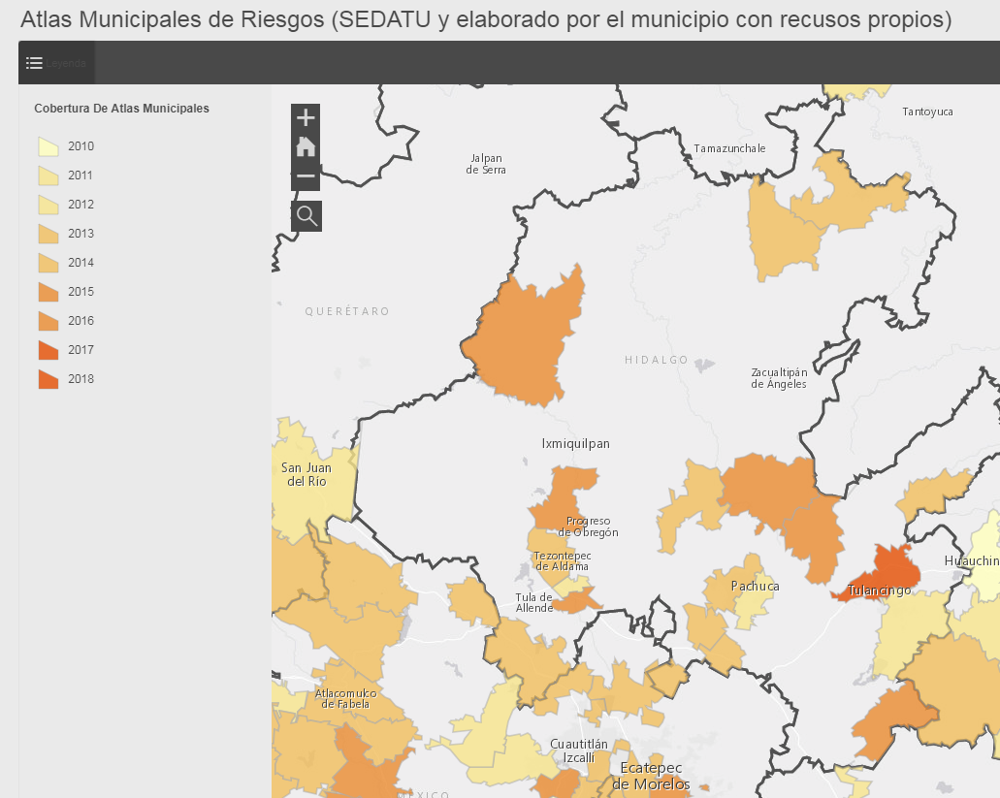 Atlas Municipales de Riesgos (SEDATU y elaborado por el municipio con recusos propios)
Leyenda
Cobertura De Atlas Municipales
2010
2011
2012
2013
2014
2015
2016
2017
2018
Tantoyuca
Tamazunchale
Jalpan
de Serra
QUERÉTARO
HIDALGO
Zacualtipán
de Ángeles
Ixmiquilpan
San Juan
del Río
Progreso
de Obregón
Tezontepec
de Aldama
Huauchin
Pachuca
Tulancingo
Tula de
Allende
Atlacomulco
de Fabela
Cuautitlán
Izcalli
Ecatepec
de Morelos
MÉXICO